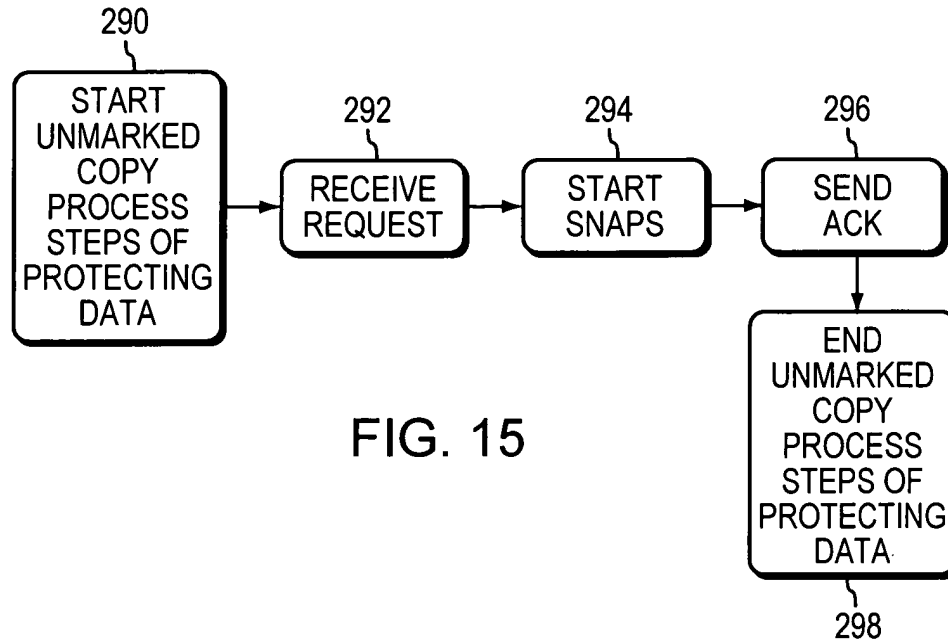 290
START
UNMARKED
COPY
PROCESS
STEPS OF
PROTECTING
DATA
292
RECEIVE
REQUEST
294
START
SNAPS
296
SEND
ACK
END
UNMARKED
COPY
PROCESS
STEPS OF
PROTECTING
DATA
298
FIG. 15